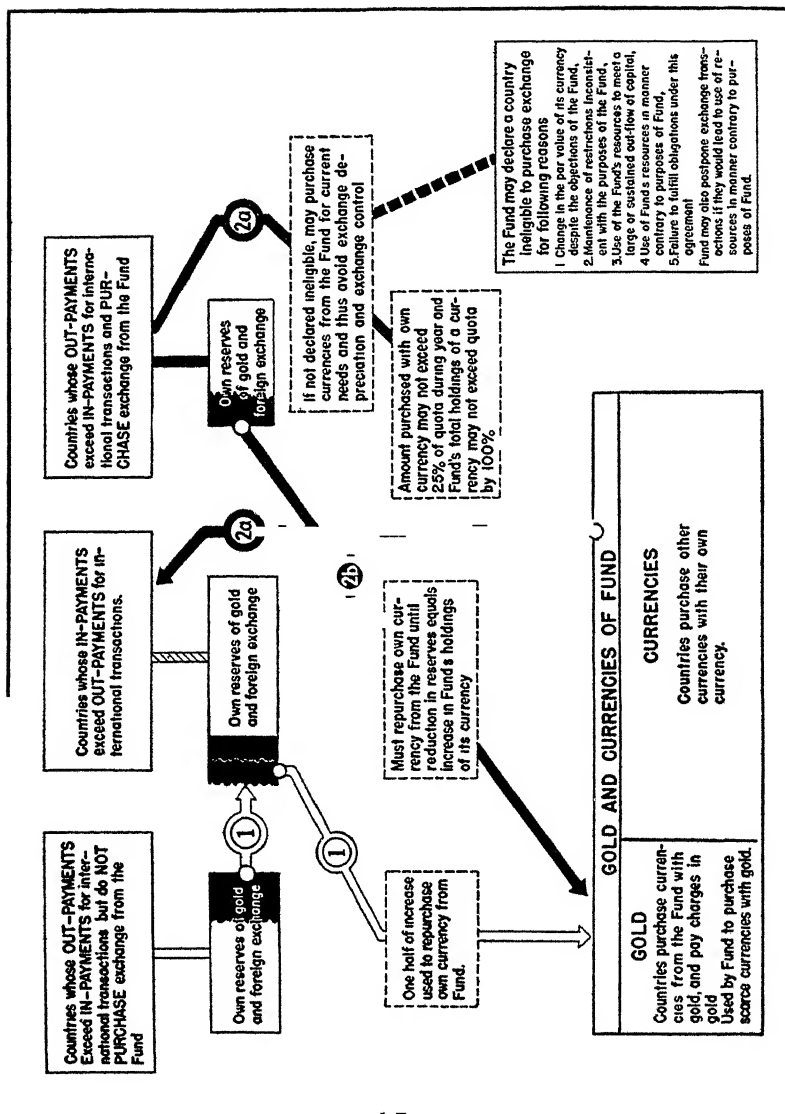 Countries whose OUT-PAYMENTS
Exceed IN-PAYMENTS for inter-
national transactions but do NOT
PURCHASE exchange from the
Fund
Countries whose IN-PAYMENTS
exceed OUT-PAYMENTS for in-
ternational transactions.
Countries whose OUT-PAYMENTS
exceed IN-PAYMENTS for interna-
tional transactions and PUR-
CHASE exchange from the Fund
Own reserves of gold
and foreign exchange
1
Own reserves of gold
and foreign exchange
2a
Own reserves
of gold and
foreign exchange
2a
1
2b
If not declared ineligible, may purchase
currencies from the Fund for current
needs and thus avoid exchange de-
preciation and exchange control
One half of increase
used to repurchase
own currency from
Fund.
Must repurchase own cur-
rency from the Fund until
reduction in reserves equals
increase in Fund's holdings
of its currency
Amount purchased with own
currency may not exceed
25% of quota during year and
Fund's total holdings of a cur-
rency may not exceed quota
by 100%
The Fund may declare a country
ineligible to purchase exchange
for following reasons
1 Change in the par value of its currency
despite the objections of the Fund,
2. Maintenance of restrictions inconsist-
ent with the purposes of the Fund,
3. Use of the Fund's resources to meet a
large or sustained out-flow of capital,
4 Use of Fund s resources in manner
contrary to purposes of Fund,
5. Failure to fulfill obligations under this
agreement
Fund may also postpone exchange trans-
actions if they would lead to use of re-
sources in manner contrary to pur-
poses of Fund.
GOLD AND CURRENCIES OF FUND
GOLD
Countries purchase curren-
cies from the Fund with
gold, and pay charges in
gold
Used by Fund to purchase
scarce currencies with gold.
CURRENCIES
Countries purchase other
currencies with their own
currency.